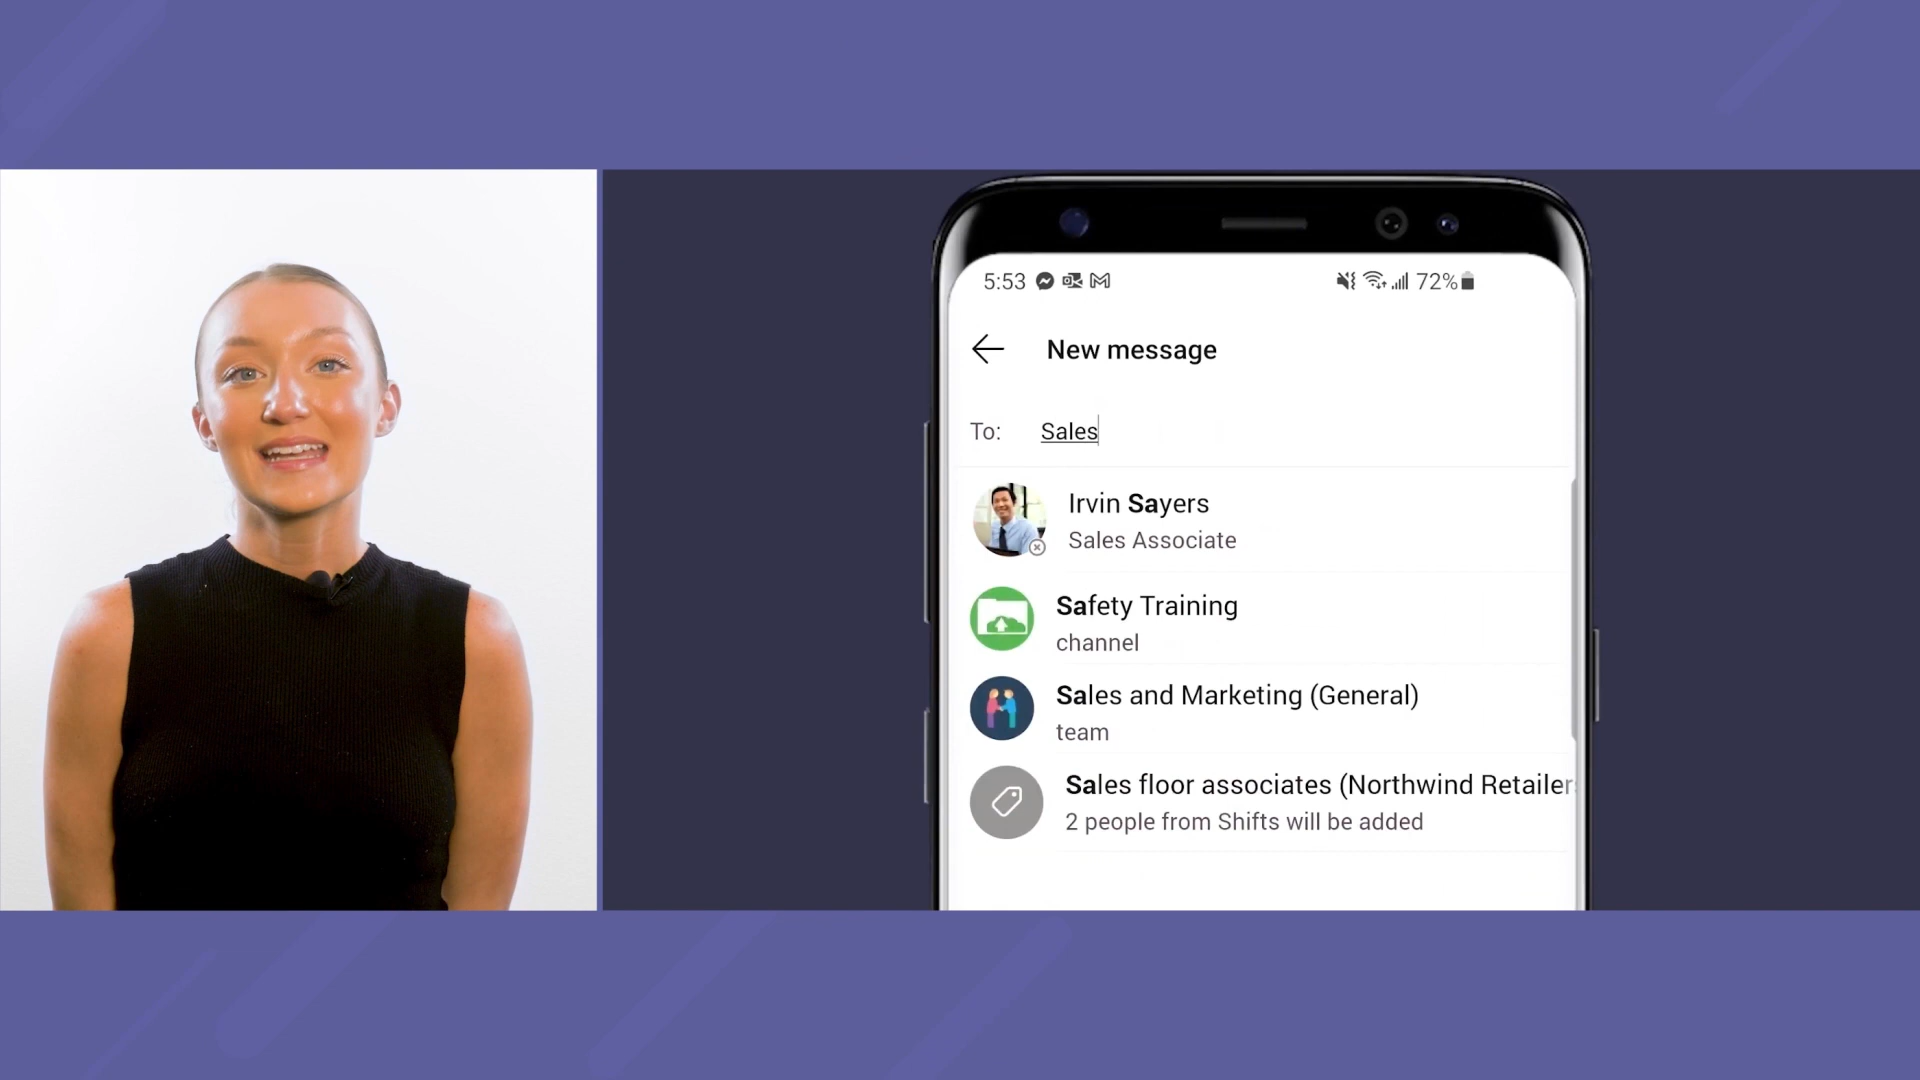 5:53
72%
New message
To: Sales
Irvin Sayers
Sales Associate
Safety Training
channel
Sales and Marketing (General)
team
Sales floor associates (Northwind Retailer
2 people from Shifts will be added